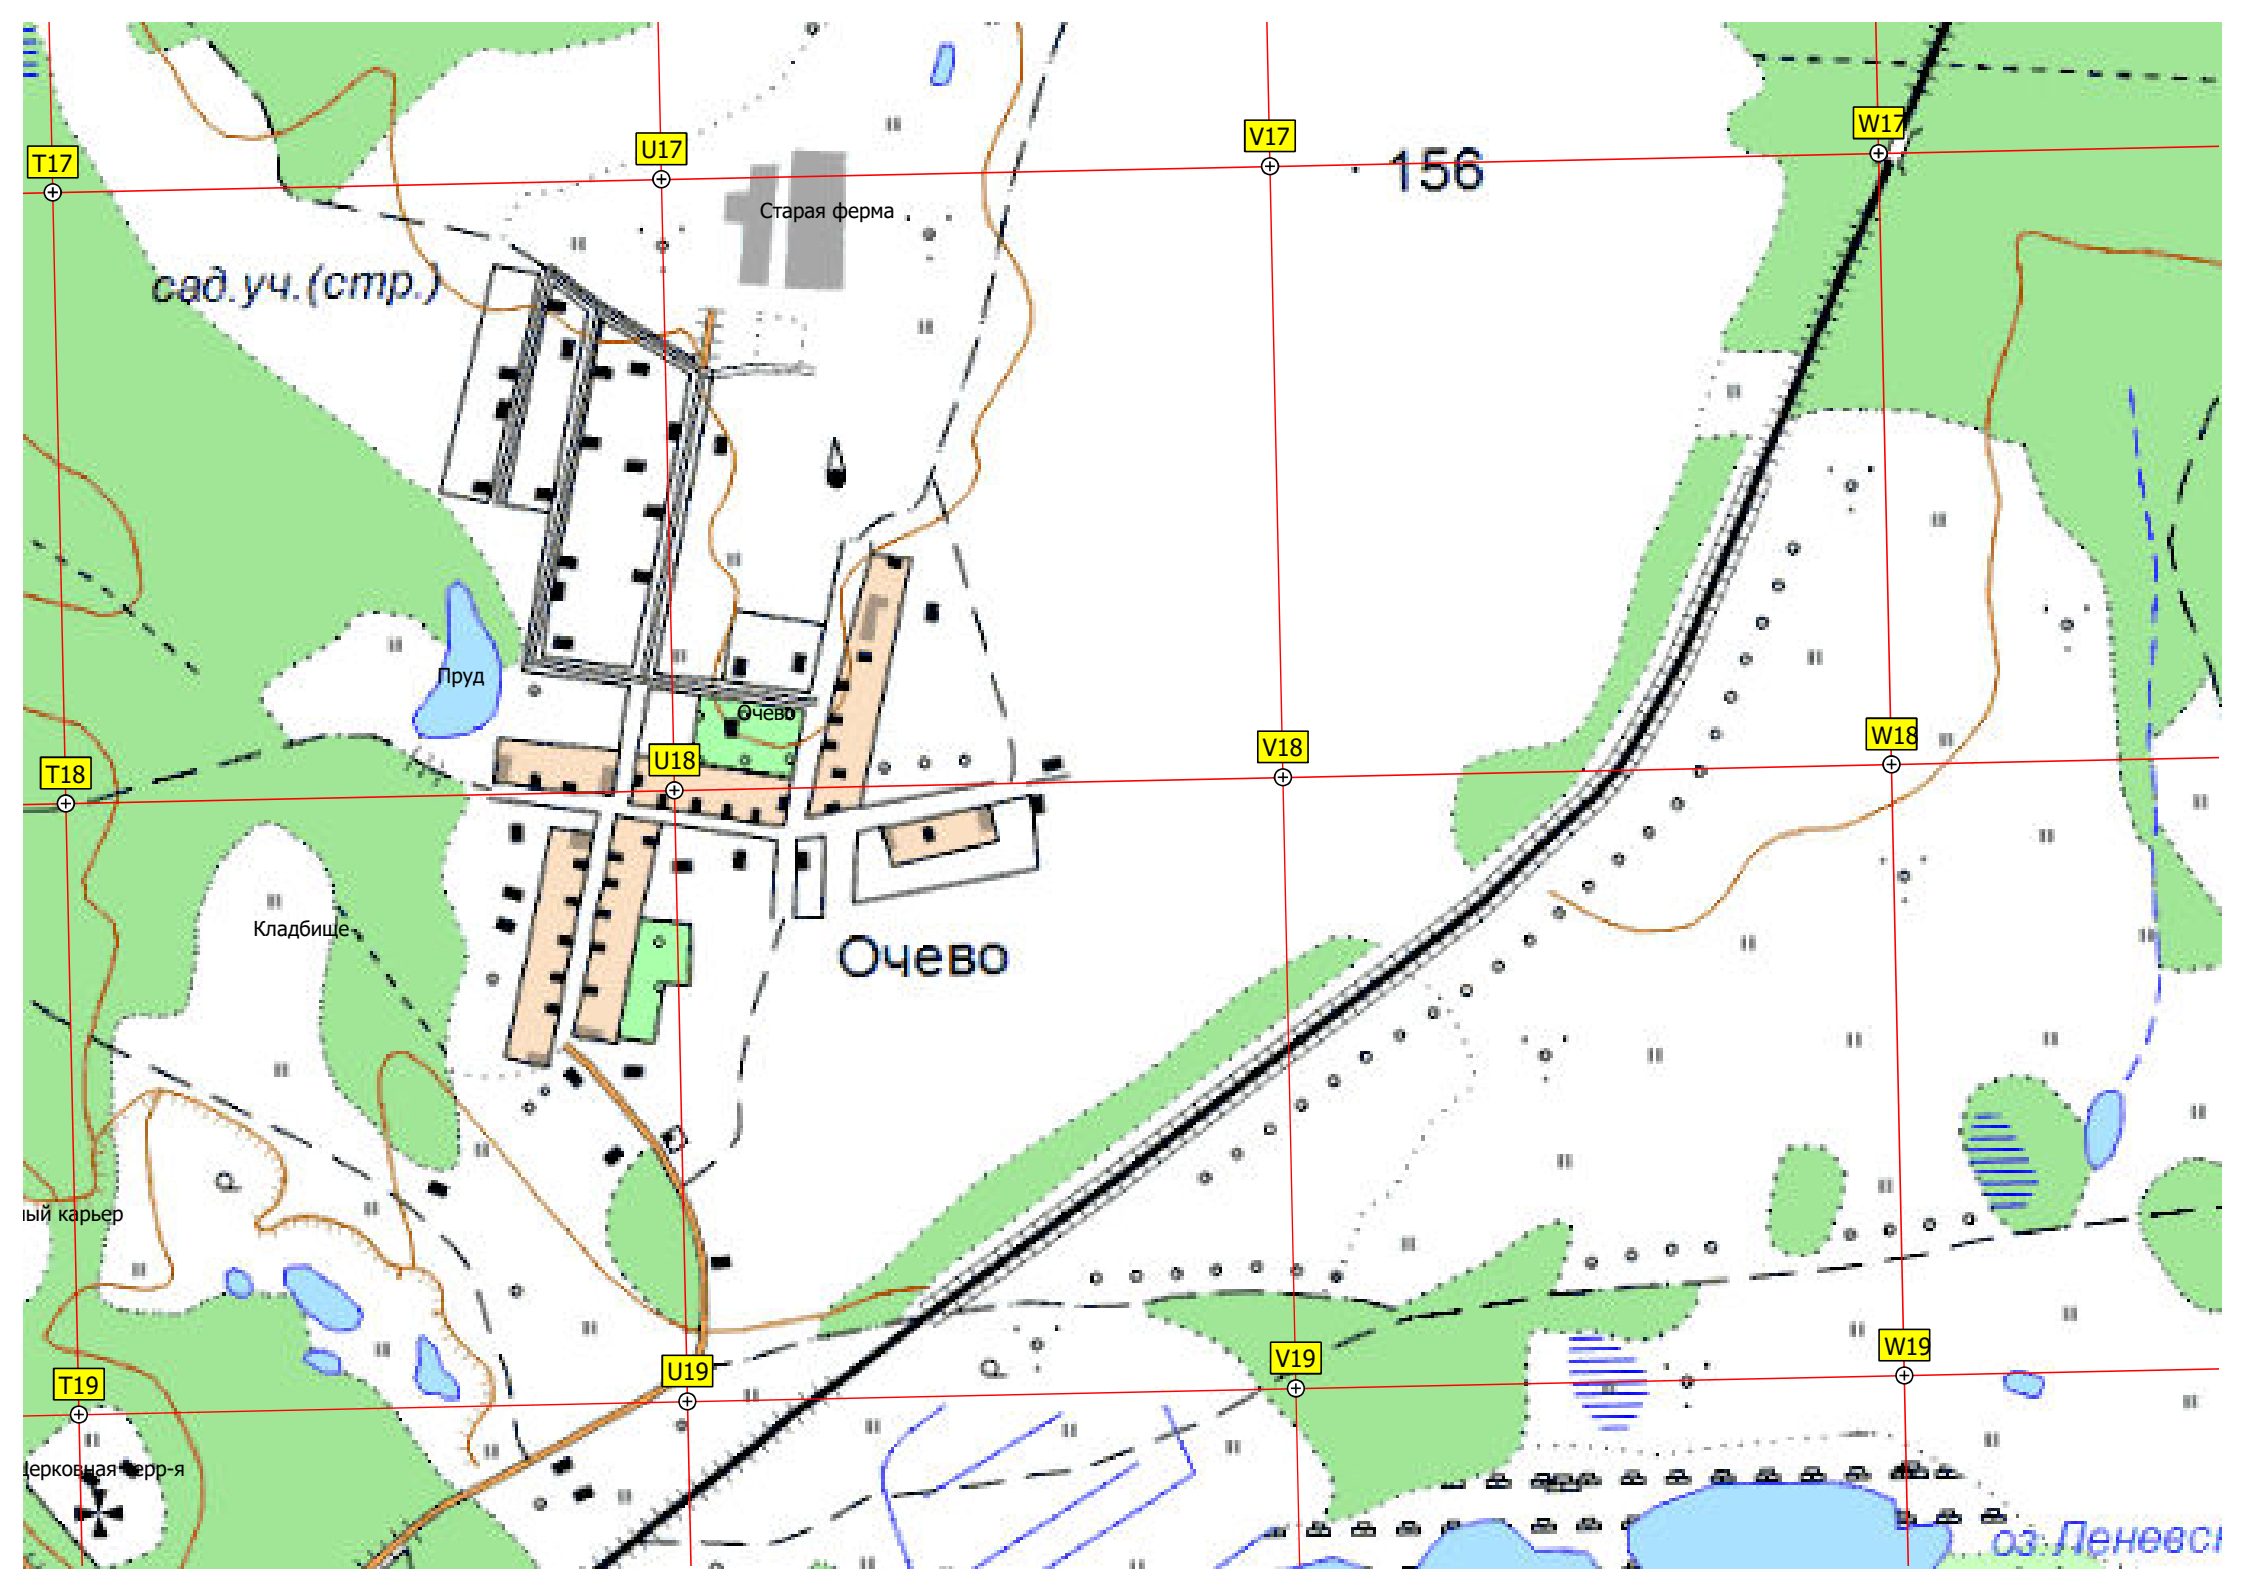 W17
V17
U17
T17
156
Старая ферма
сад.уч.(стр.)
Пруд
Очево
W18
V18
U18
T18
Кладбище
Очево
ый карьер
W19
V19
U19
T19
ерковная терр-я
оз.Леневск